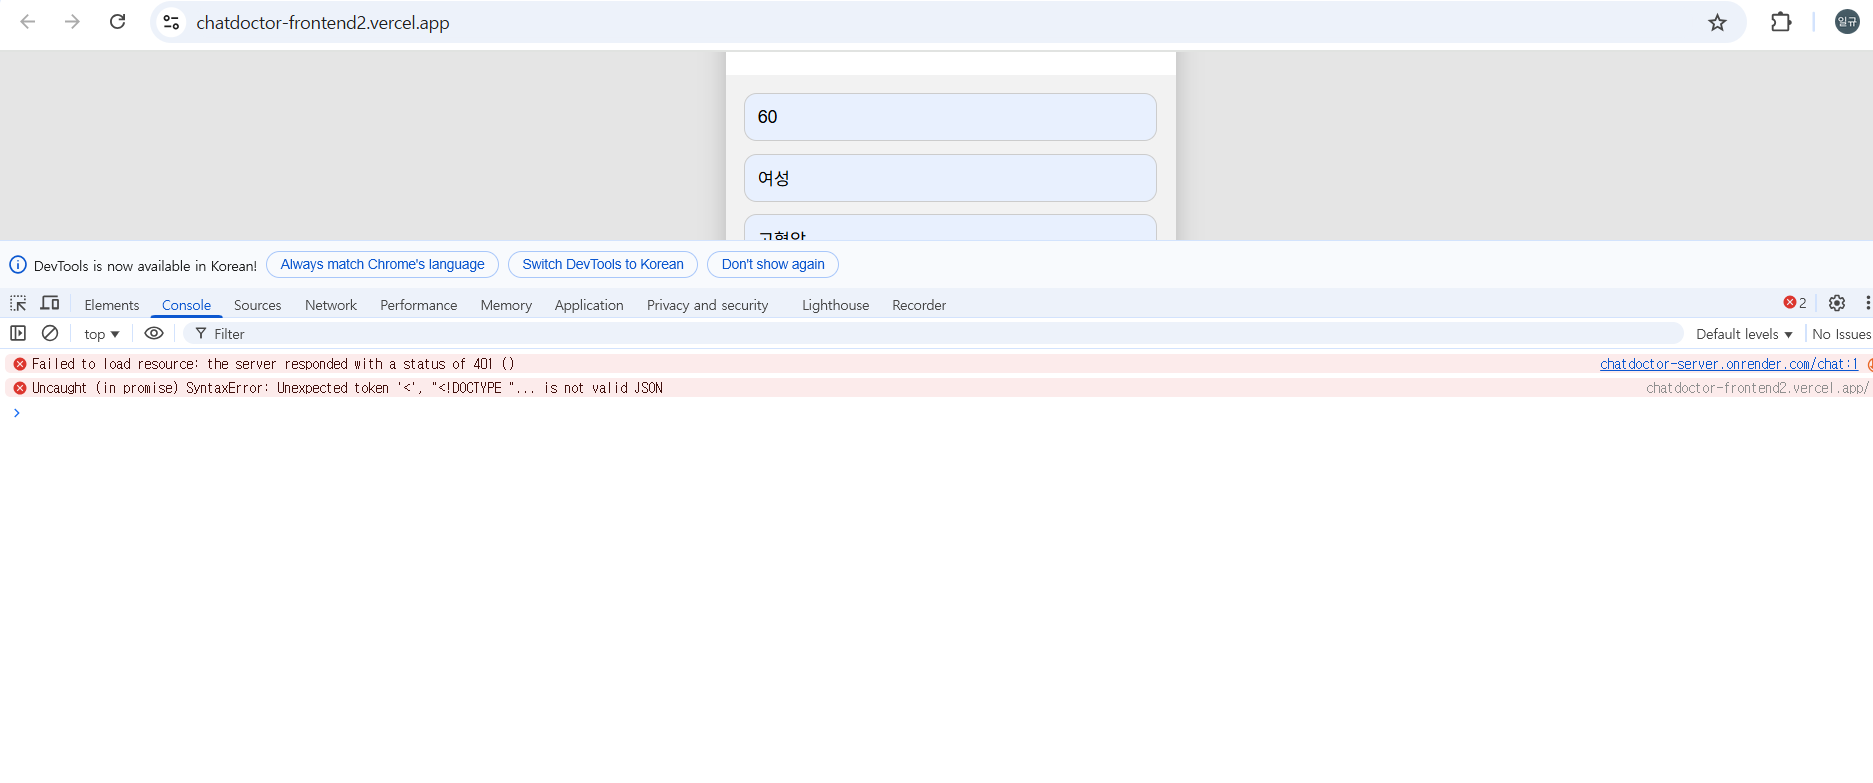 chatdoctor-frontend2.vercel.app
일규
60
여성
고혈압
DevTools is now available in Korean! Always match Chrome's language Switch DevTools to Korean Don't show again
Elements Console Sources Network Performance Memory Application Privacy and security Lighthouse Recorder 2
top Filter Default levels No Issues
Failed to load resource: the server responded with a status of 401 () chatdoctor-server.onrender.com/chat:1
Uncaught (in promise) SyntaxError: Unexpected token '<', "<!DOCTYPE "... is not valid JSON chatdoctor-frontend2.vercel.app/